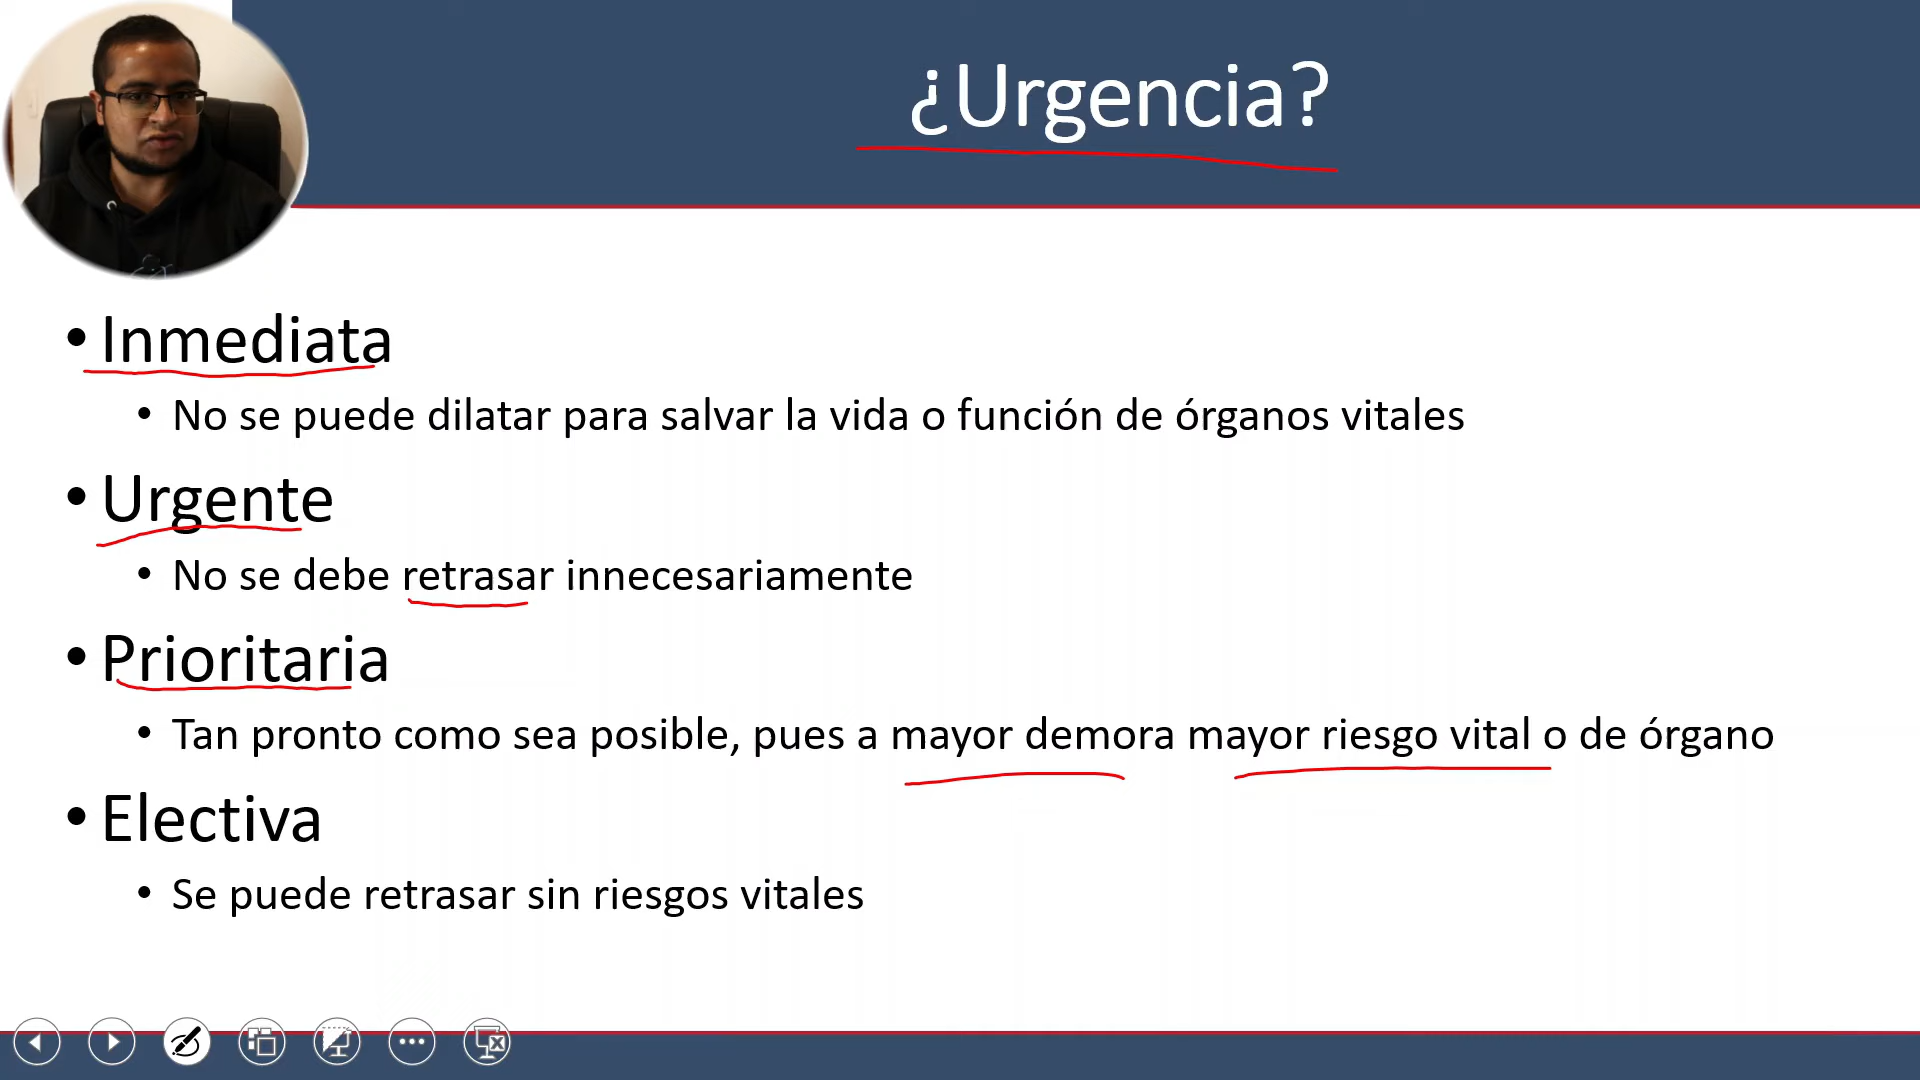 ¿Urgencia?
• Inmediata
• No se puede dilatar para salvar la vida o función de órganos vitales
• Urgente
• No se debe retrasar innecesariamente
• Prioritaria
• Tan pronto como sea posible, pues a mayor demora mayor riesgo vital o de órgano
• Electiva
• Se puede retrasar sin riesgos vitales